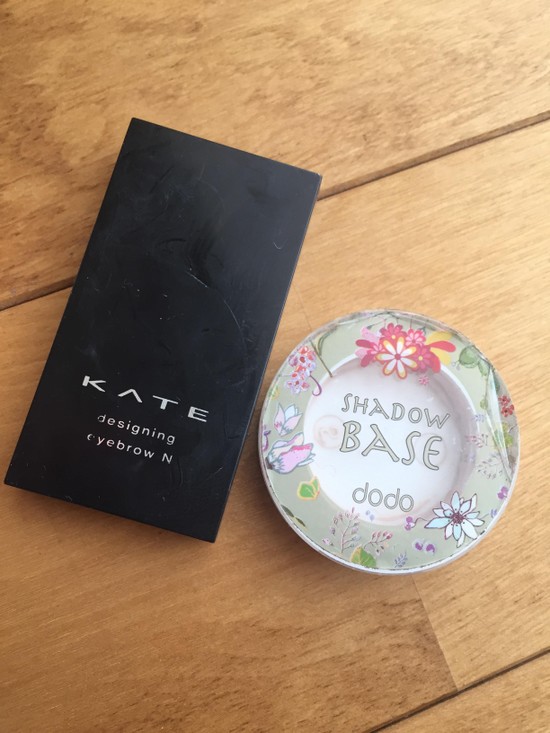 KATE
designing
eyebrow N
SHADOW
BASE
dodo